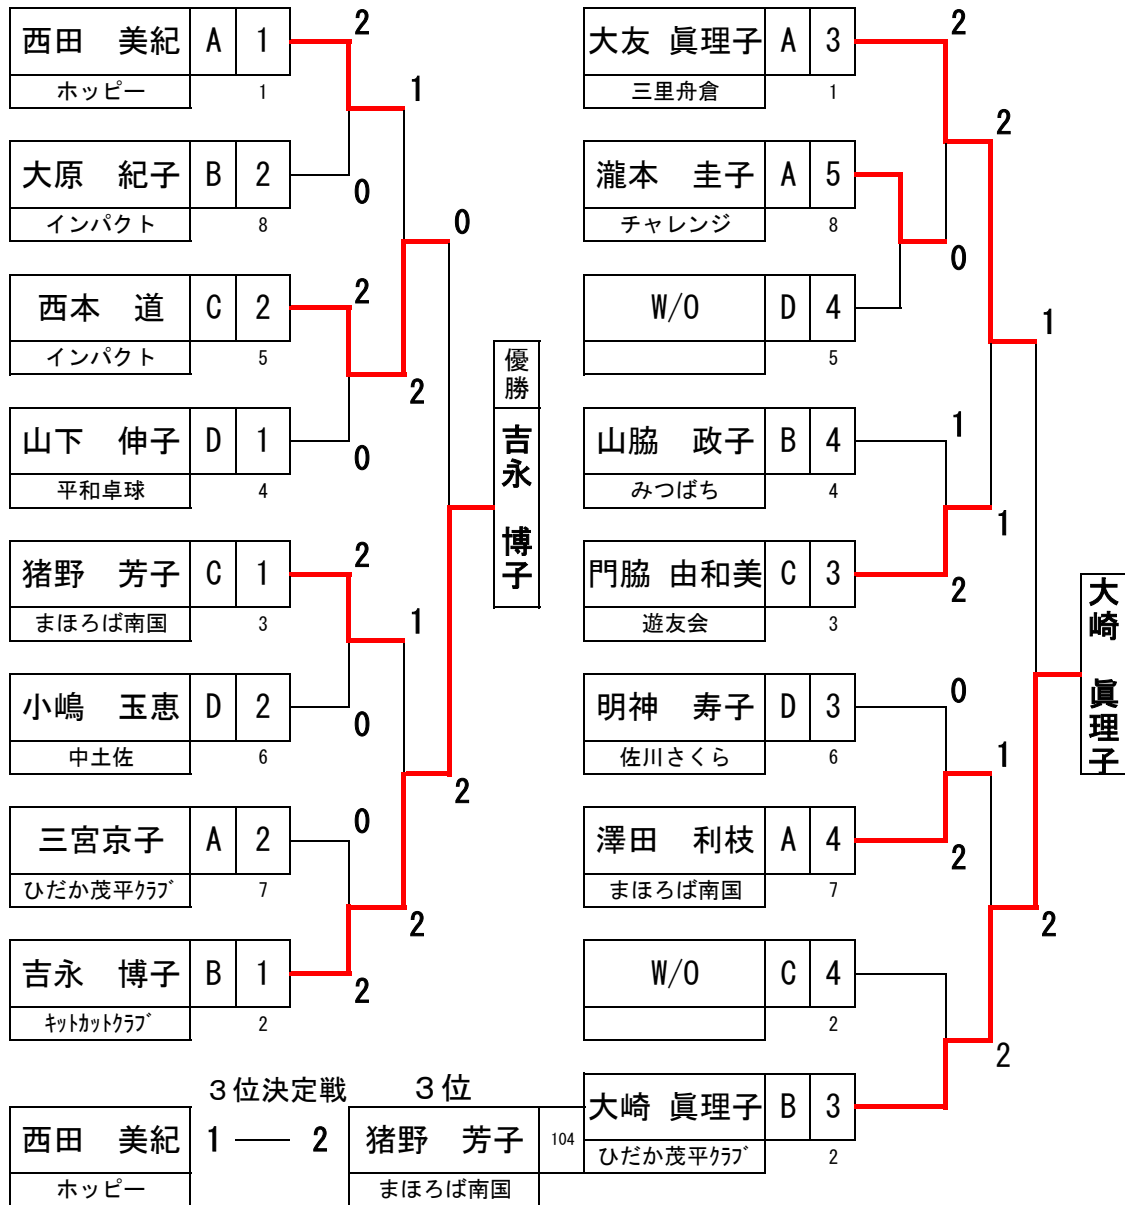 西田 美紀 A 1 2
ホッピー 1
1
大原 紀子 B 2 0
インパクト 8
0
西本 道 C 2 2
インパクト 5
2
山下 伸子 D 1 0
平和卓球 4
猪野 芳子 C 1 2
まほろば南国 3
1
小嶋 玉恵 D 2 0
中土佐 6
2
三宮京子 A 2 0
ひだか茂平ｸﾗﾌﾞ 7
2
吉永 博子 B 1 2
ｷｯﾄｶｯﾄｸﾗﾌﾞ 2
優勝
吉永 博子
３位決定戦 ３位
西田 美紀 1 2 猪野 芳子 104
ホッピー まほろば南国
大友 眞理子 A 3 2
三里舟倉 1
2
瀧本 圭子 A 5
チャレンジ 8
0
W/O D 4
5
1
山脇 政子 B 4 1
みつばち 4
1
門脇 由和美 C 3 2
遊友会 3
明神 寿子 D 3 0
佐川さくら 6
1
澤田 利枝 A 4 2
まほろば南国 7
2
W/O C 4
2
2
大崎 眞理子 B 3
ひだか茂平ｸﾗﾌﾞ 2
大崎 眞理子